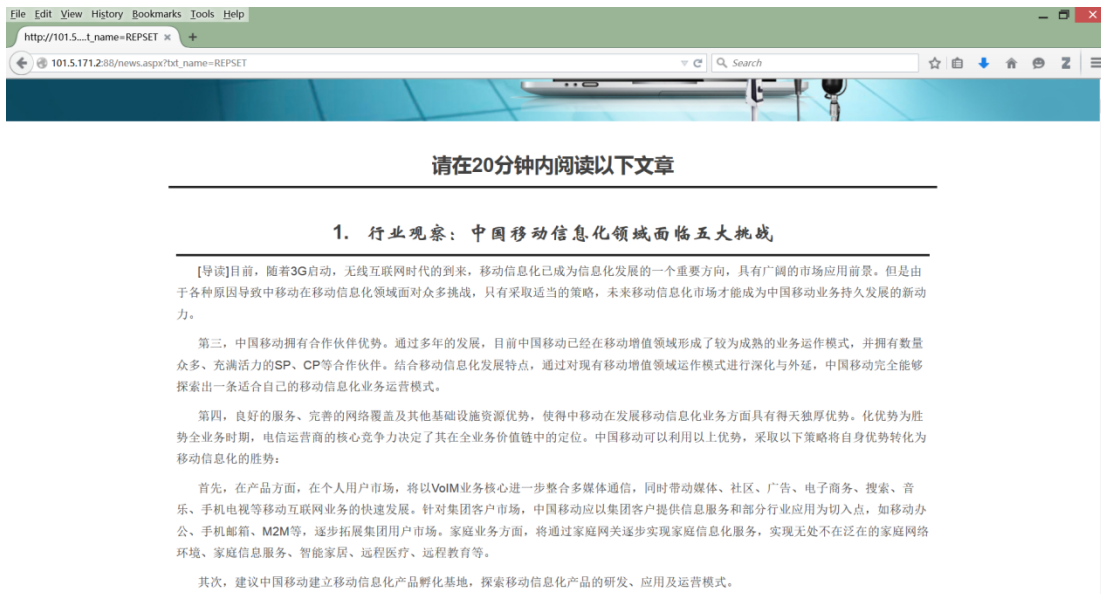 File Edit View History Bookmarks Tools Help
http://101.5....t_name=REPSET × +
101.5.171.2:88/news.aspx?txt_name=REPSET Search
请在20分钟内阅读以下文章
1. 行业观察：中国移动信息化领域面临五大挑战
[导读]目前，随着3G启动，无线互联网时代的到来，移动信息化已成为信息化发展的一个重要方向，具有广阔的市场应用前景。但是由
于各种原因导致中移动在移动信息化领域面对众多挑战，只有采取适当的策略，未来移动信息化市场才能成为中国移动业务持久发展的新动
力。
第三，中国移动拥有合作伙伴优势。通过多年的发展，目前中国移动已经在移动增值领域形成了较为成熟的业务运作模式，并拥有数量
众多、充满活力的SP、CP等合作伙伴。结合移动信息化发展特点，通过对现有移动增值领域运作模式进行深化与外延，中国移动完全能够
探索出一条适合自己的移动信息化业务运营模式。
第四，良好的服务、完善的网络覆盖及其他基础设施资源优势，使得中移动在发展移动信息化业务方面具有得天独厚优势。化优势为胜
势全业务时期，电信运营商的核心竞争力决定了其在全业务价值链中的定位。中国移动可以利用以上优势，采取以下策略将自身优势转化为
移动信息化的胜势：
首先，在产品方面，在个人用户市场，将以VoIM业务核心进一步整合多媒体通信，同时带动媒体、社区、广告、电子商务、搜索、音
乐、手机电视等移动互联网业务的快速发展。针对集团客户市场，中国移动应以集团客户提供信息服务和部分行业应用为切入点，如移动办
公、手机邮箱、M2M等，逐步拓展集团用户市场。家庭业务方面，将通过家庭网关逐步实现家庭信息化服务，实现无处不在泛在的家庭网络
环境、家庭信息服务、智能家居、远程医疗、远程教育等。
其次，建议中国移动建立移动信息化产品孵化基地，探索移动信息化产品的研发、应用及运营模式。